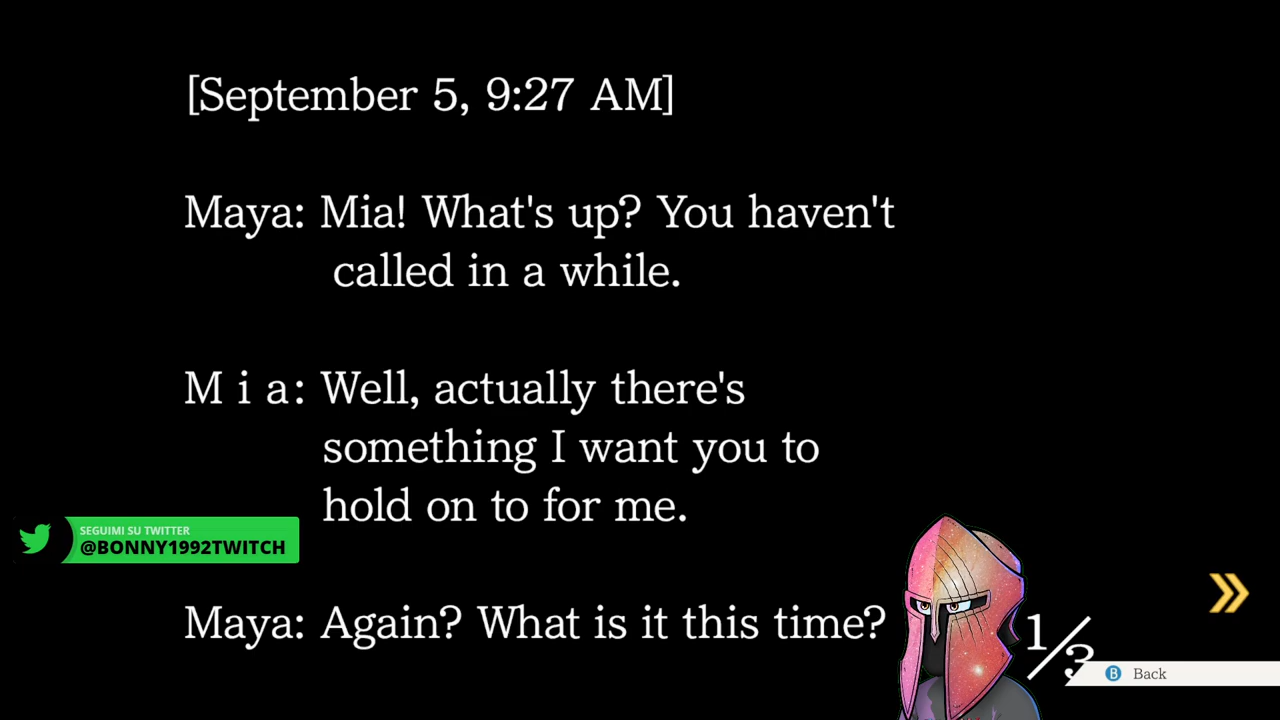 [September 5, 9:27 AM]
Maya: Mia! What's up? You haven't
called in a while.
M i a: Well, actually there's
something I want you to
hold on to for me.
SEGUIMI SU TWITTER
@BONNY1992TWITCH
Maya: Again? What is it this time?
1/3
B Back